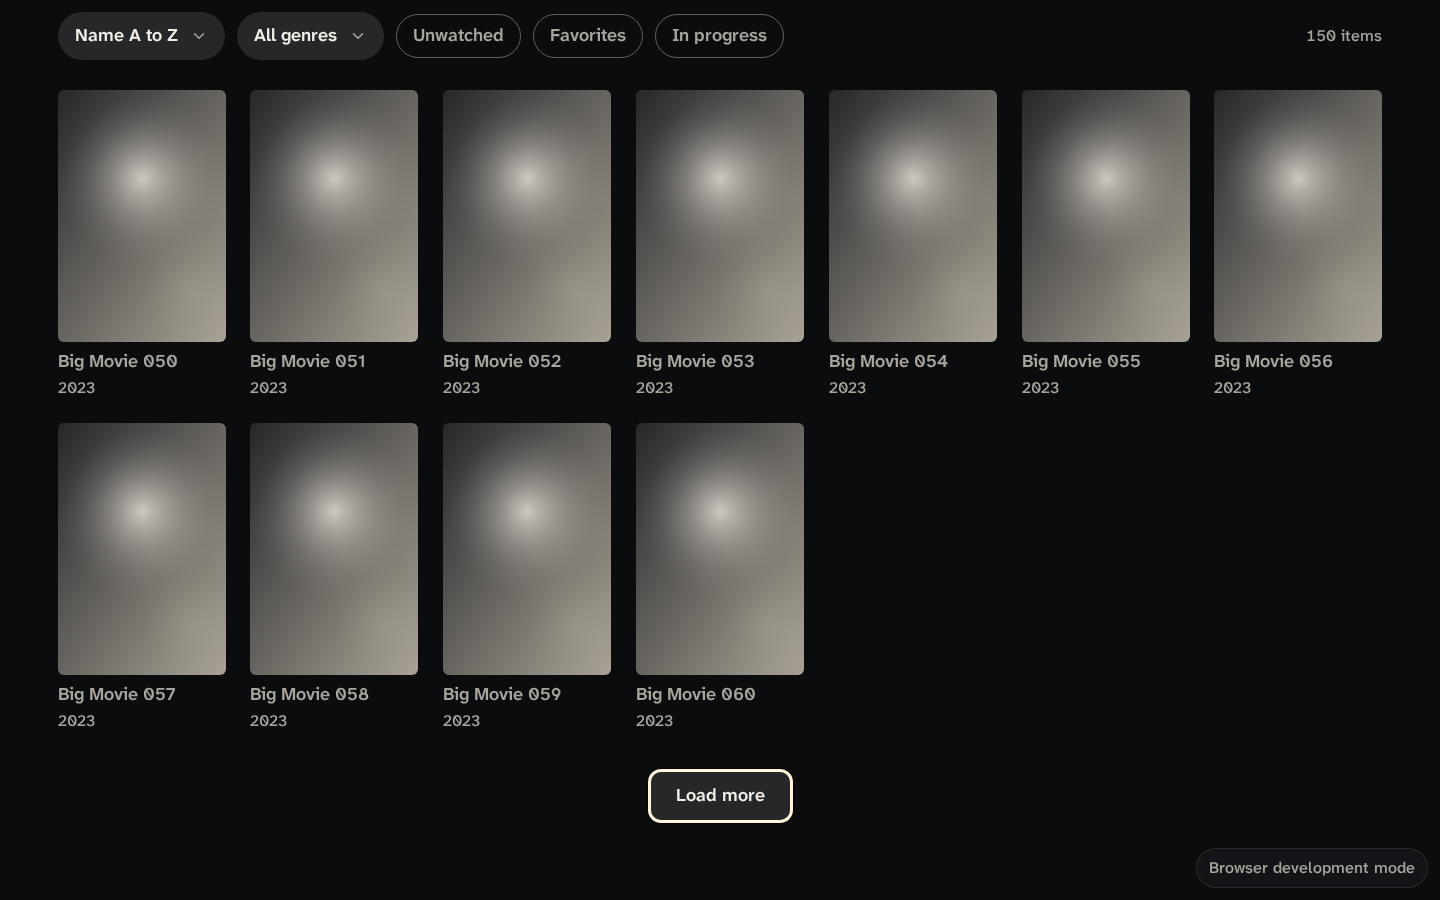 Name A to Z
All genres
Unwatched
Favorites
In progress
150 items
Big Movie 050
2023
Big Movie 051
2023
Big Movie 052
2023
Big Movie 053
2023
Big Movie 054
2023
Big Movie 055
2023
Big Movie 056
2023
Big Movie 057
2023
Big Movie 058
2023
Big Movie 059
2023
Big Movie 060
2023
Load more
Browser development mode